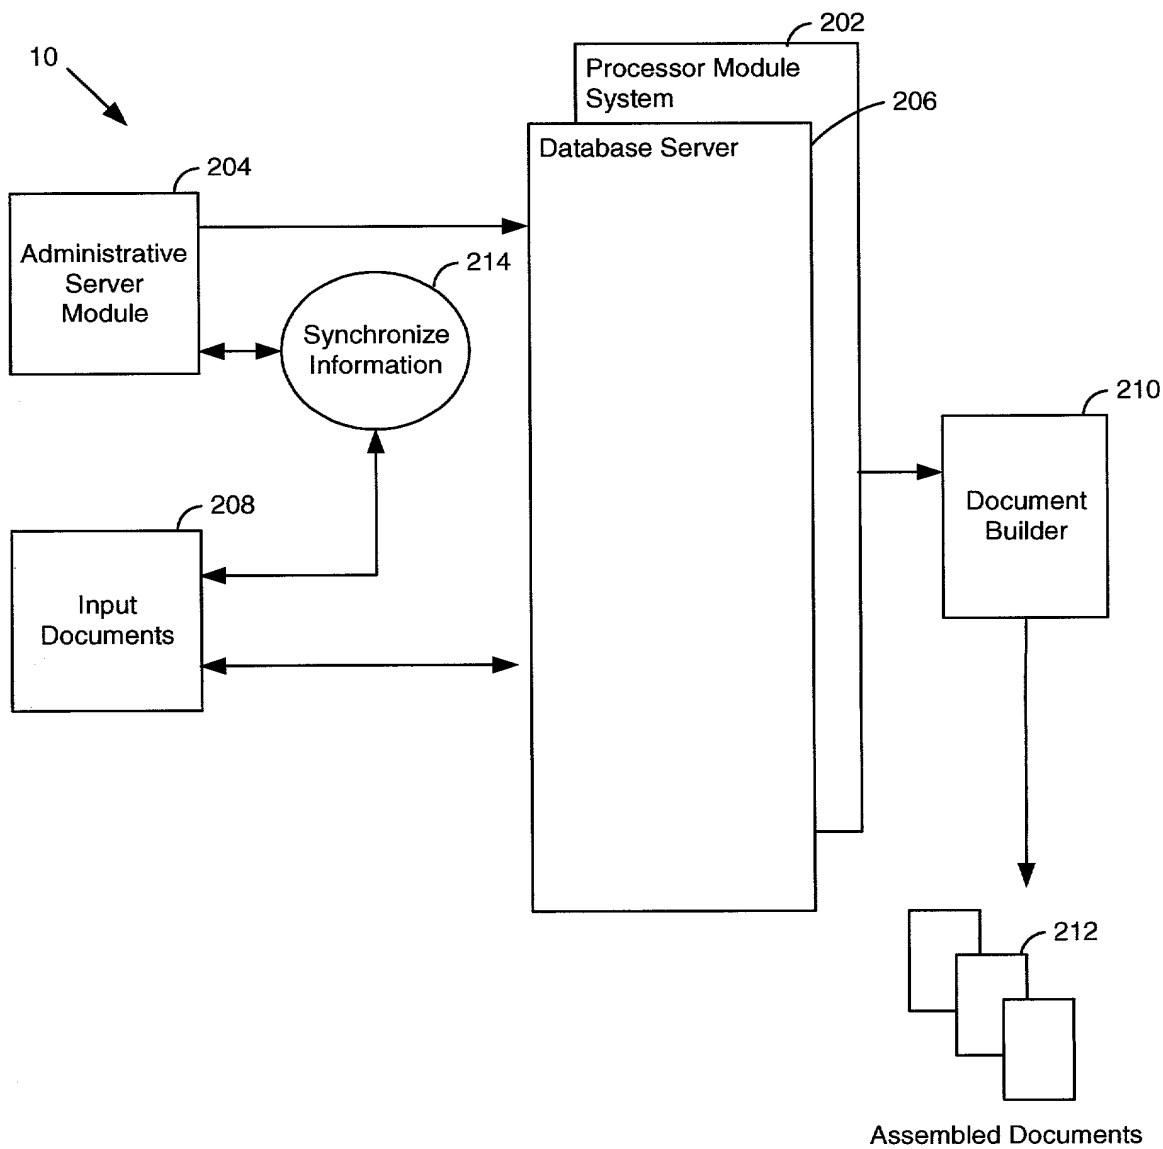 202
10
Processor Module
System
206
Database Server
204
Administrative
Server
Module
214
Synchronize
Information
210
Document
Builder
208
Input
Documents
212
Assembled Documents